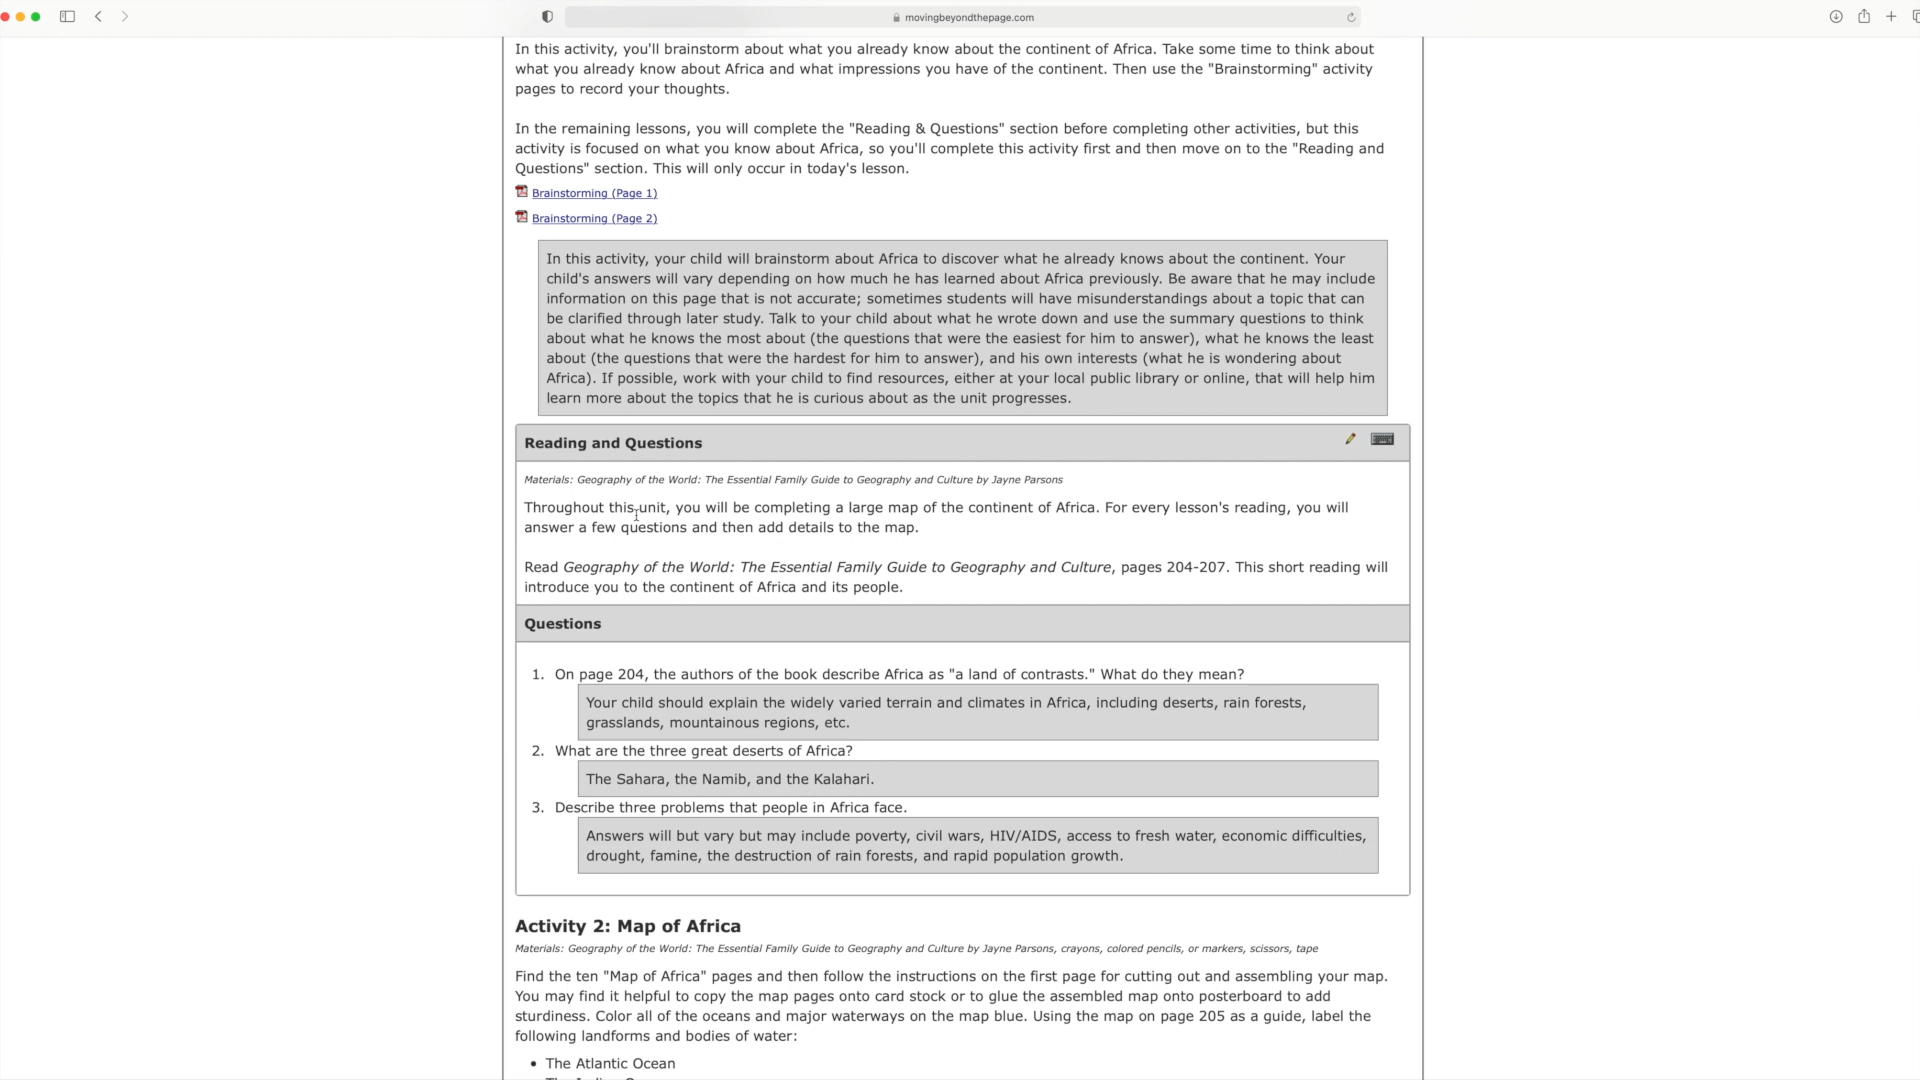 movingbeyondthepage.com
In this activity, you'll brainstorm about what you already know about the continent of Africa. Take some time to think about
what you already know about Africa and what impressions you have of the continent. Then use the "Brainstorming" activity
pages to record your thoughts.
In the remaining lessons, you will complete the "Reading & Questions" section before completing other activities, but this
activity is focused on what you know about Africa, so you'll complete this activity first and then move on to the "Reading and
Questions" section. This will only occur in today's lesson.
Brainstorming (Page 1)
Brainstorming (Page 2)
In this activity, your child will brainstorm about Africa to discover what he already knows about the continent. Your
child's answers will vary depending on how much he has learned about Africa previously. Be aware that he may include
information on this page that is not accurate; sometimes students will have misunderstandings about a topic that can
be clarified through later study. Talk to your child about what he wrote down and use the summary questions to think
about what he knows the most about (the questions that were the easiest for him to answer), what he knows the least
about (the questions that were the hardest for him to answer), and his own interests (what he is wondering about
Africa). If possible, work with your child to find resources, either at your local public library or online, that will help him
learn more about the topics that he is curious about as the unit progresses.
Reading and Questions
Materials: Geography of the World: The Essential Family Guide to Geography and Culture by Jayne Parsons
Throughout this unit, you will be completing a large map of the continent of Africa. For every lesson's reading, you will
answer a few questions and then add details to the map.
Read Geography of the World: The Essential Family Guide to Geography and Culture, pages 204-207. This short reading will
introduce you to the continent of Africa and its people.
Questions
1. On page 204, the authors of the book describe Africa as "a land of contrasts." What do they mean?
Your child should explain the widely varied terrain and climates in Africa, including deserts, rain forests,
grasslands, mountainous regions, etc.
2. What are the three great deserts of Africa?
The Sahara, the Namib, and the Kalahari.
3. Describe three problems that people in Africa face.
Answers will but vary but may include poverty, civil wars, HIV/AIDS, access to fresh water, economic difficulties,
drought, famine, the destruction of rain forests, and rapid population growth.
Activity 2: Map of Africa
Materials: Geography of the World: The Essential Family Guide to Geography and Culture by Jayne Parsons, crayons, colored pencils, or markers, scissors, tape
Find the ten "Map of Africa" pages and then follow the instructions on the first page for cutting out and assembling your map.
You may find it helpful to copy the map pages onto card stock or to glue the assembled map onto posterboard to add
sturdiness. Color all of the oceans and major waterways on the map blue. Using the map on page 205 as a guide, label the
following landforms and bodies of water:
• The Atlantic Ocean